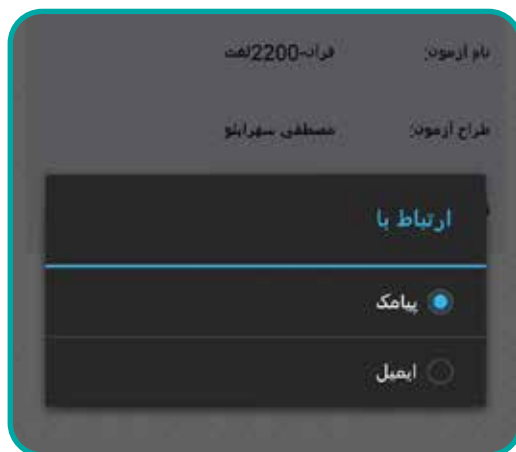 نام آزمون: قرآن-2200لغت
طراح آزمون: مصطفی سهرابلو
ارتباط با
پیامک
ایمیل